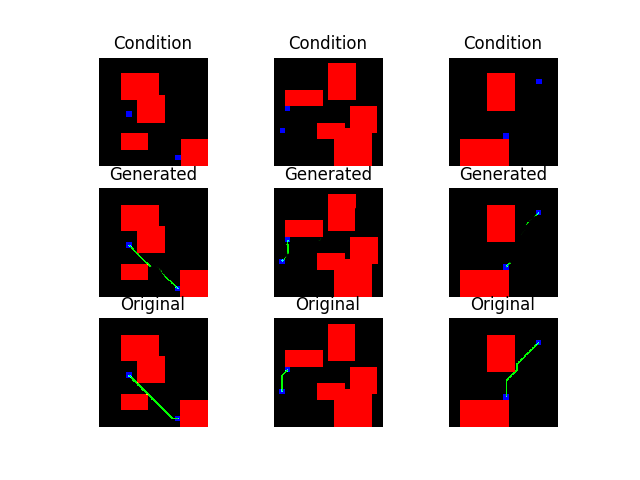 Condition Condition Condition
Generated Generated Generated
Original Original Original